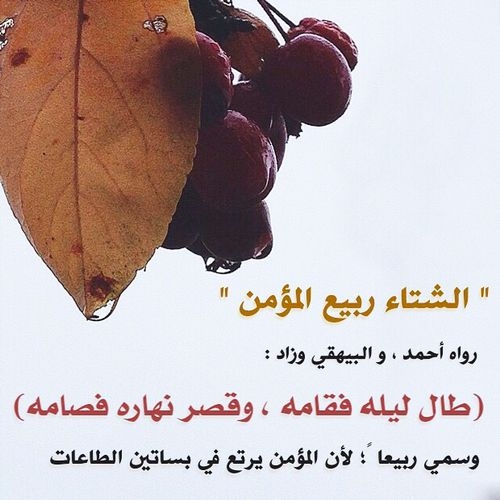 " الشتاء ربيع المؤمن "
رواه أحمد ، و البيهقي وزاد :
(طال ليله فقامه ، وقصر نهاره فصامه)
وسمي ربيعا ً؛ لأن المؤمن يرتع في بساتين الطاعات